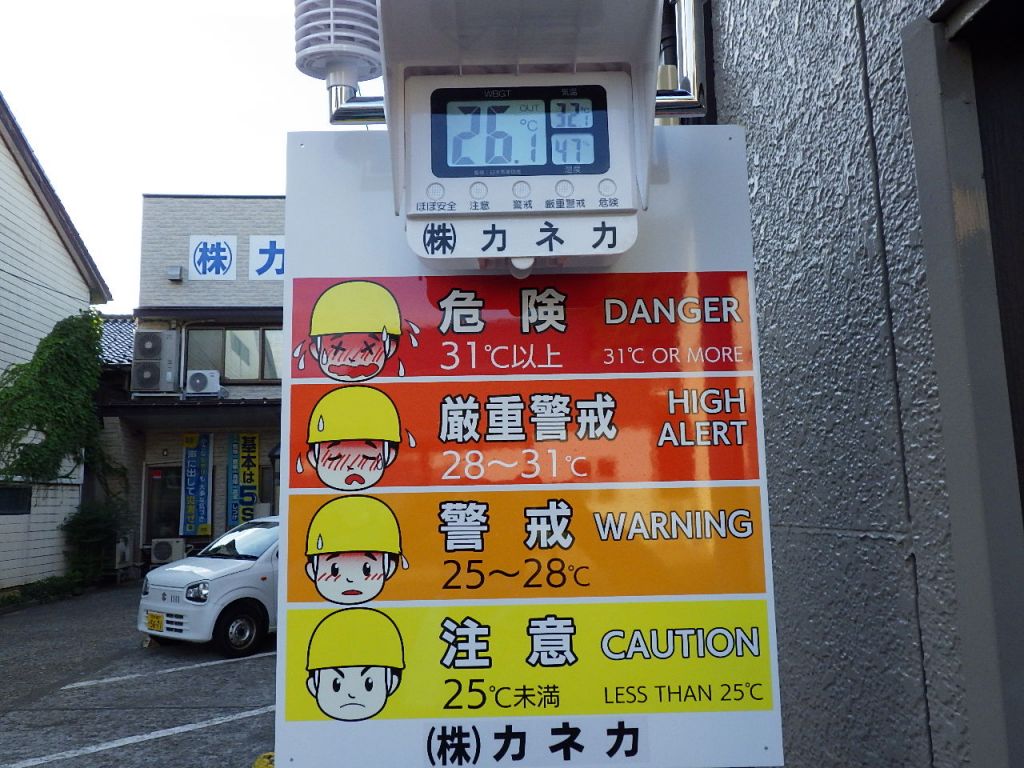 WBGT
気温
26.1
OUT
℃
32.1
47
湿度
ほぼ安全 注意 警戒 厳重警戒 危険
(株) カネカ
(株) カ
危険 DANGER
31℃以上 31℃ OR MORE
厳重警戒 HIGH ALERT
28～31℃
警戒 WARNING
25～28℃
注意 CAUTION
25℃未満 LESS THAN 25℃
(株) カネカ
基本は5S